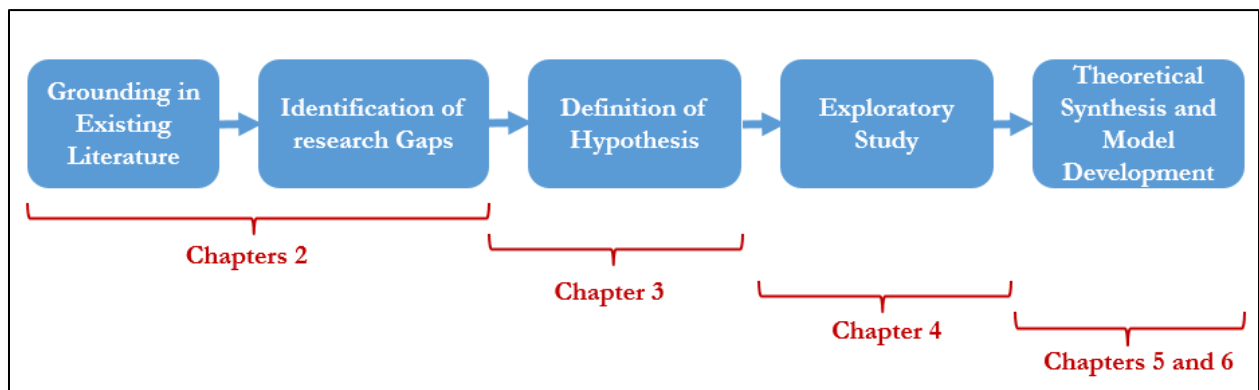 Grounding in
Existing
Literature
Identification of
research Gaps
Definition of
Hypothesis
Exploratory
Study
Theoretical
Synthesis and
Model
Development
Chapters 2
Chapter 3
Chapter 4
Chapters 5 and 6